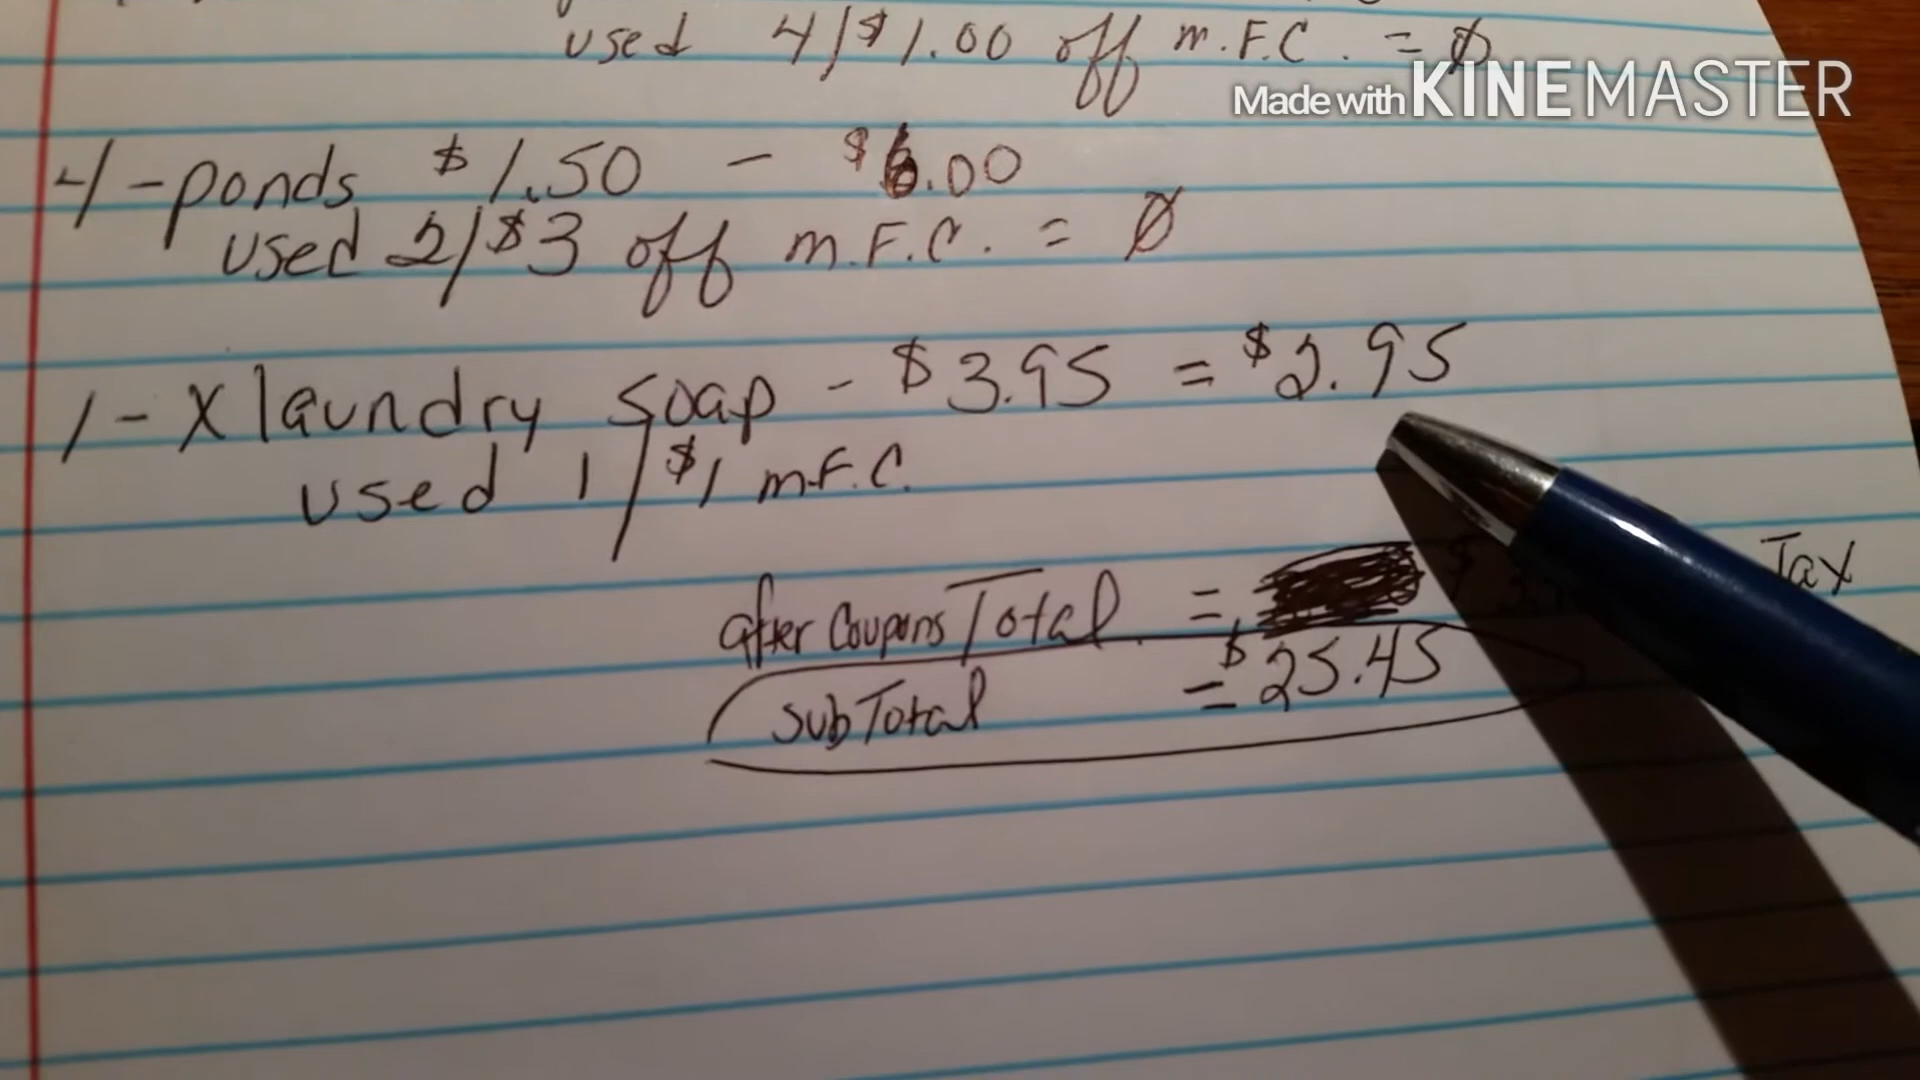 used 4/$1.00 off m.F.C. = Ø
Made with KINEMASTER
4-ponds $1.50 - $6.00
used 2/$3 off m.F.C. = Ø
1- X laundry soap - $3.95 = $2.95
used 1/$1 m.F.C.
after Coupons Total = Tax
SubTotal = $25.45